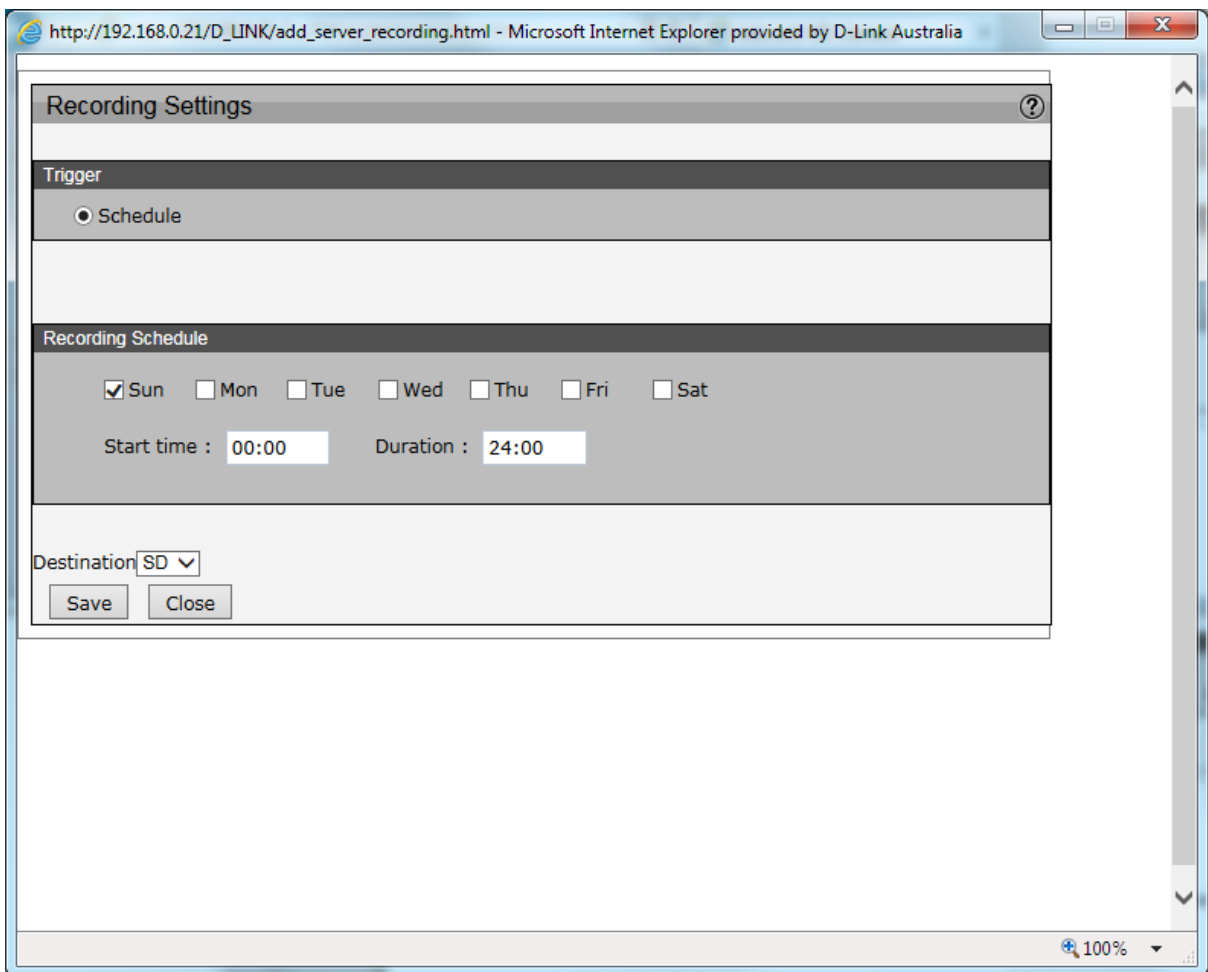 http://192.168.0.21/D_LINK/add_server_recording.html - Microsoft Internet Explorer provided by D-Link Australia
Recording Settings
?
Trigger
Schedule
Recording Schedule
Sun Mon Tue Wed Thu Fri Sat
Start time : 00:00 Duration : 24:00
Destination SD
Save Close
100%